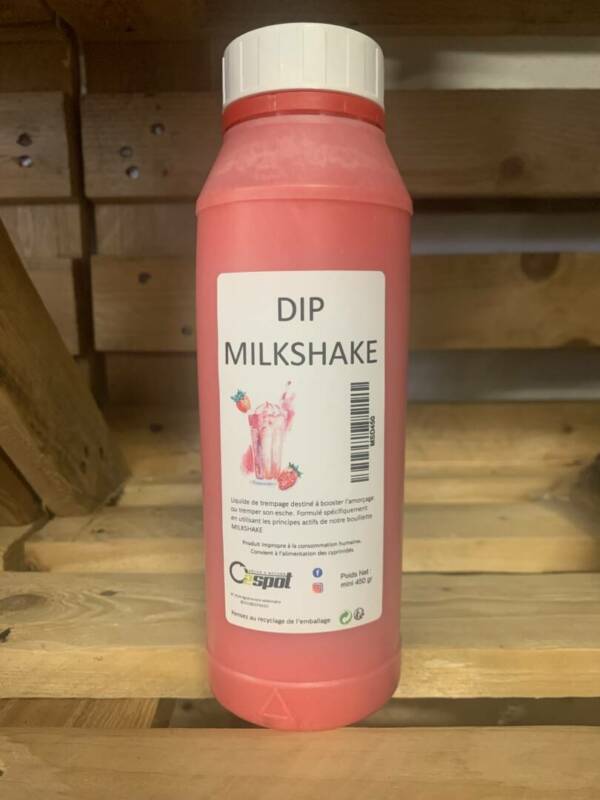 DIP
MILKSHAKE
MED450
Liquide de trempage destiné à booster l'amorçage
ou tremper son esche. Formulé spécifiquement
en utilisant les principes actifs de notre bouillette
MILKSHAKE
Produit impropre à la consommation humaine.
Convient à l'alimentation des cyprinidés
spot
Poids Net :
mini 450 gr
Pensez au recyclage de l'emballage